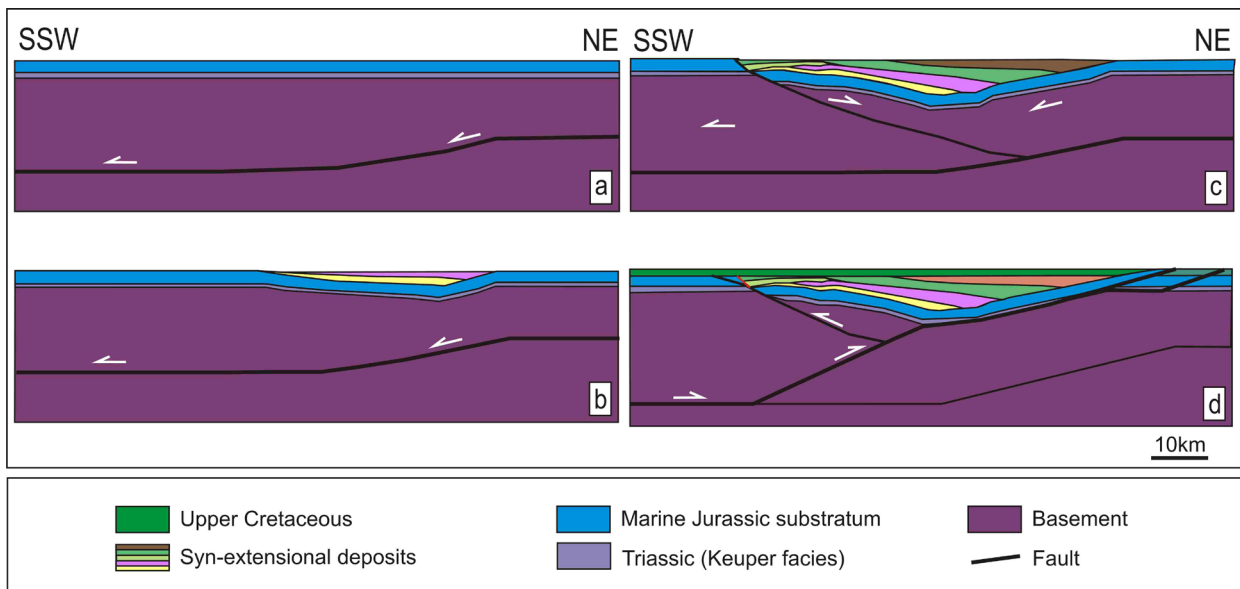 SSW NE SSW NE
a
c
b
d
10km
Upper Cretaceous
Marine Jurassic substratum
Basement
Syn-extensional deposits
Triassic (Keuper facies)
Fault